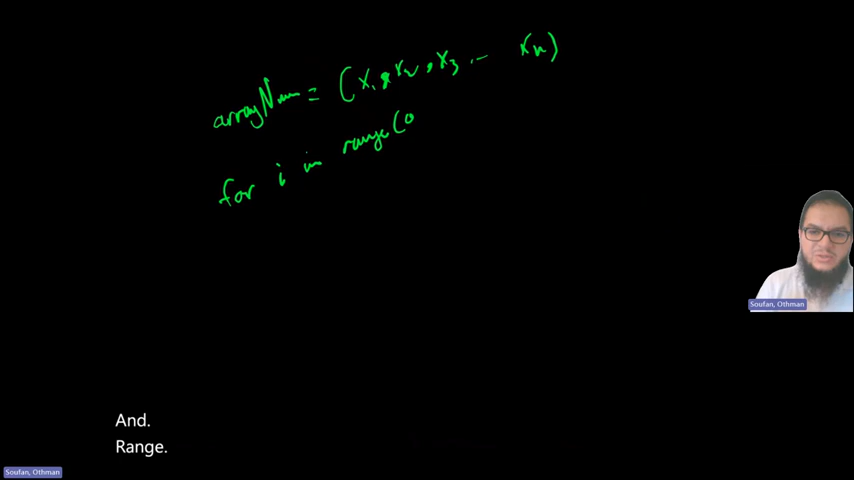 arrayNum = (x1, x2, x3 ... xn)
for i in range(0
Soufan, Othman
And.
Range.
Soufan, Othman